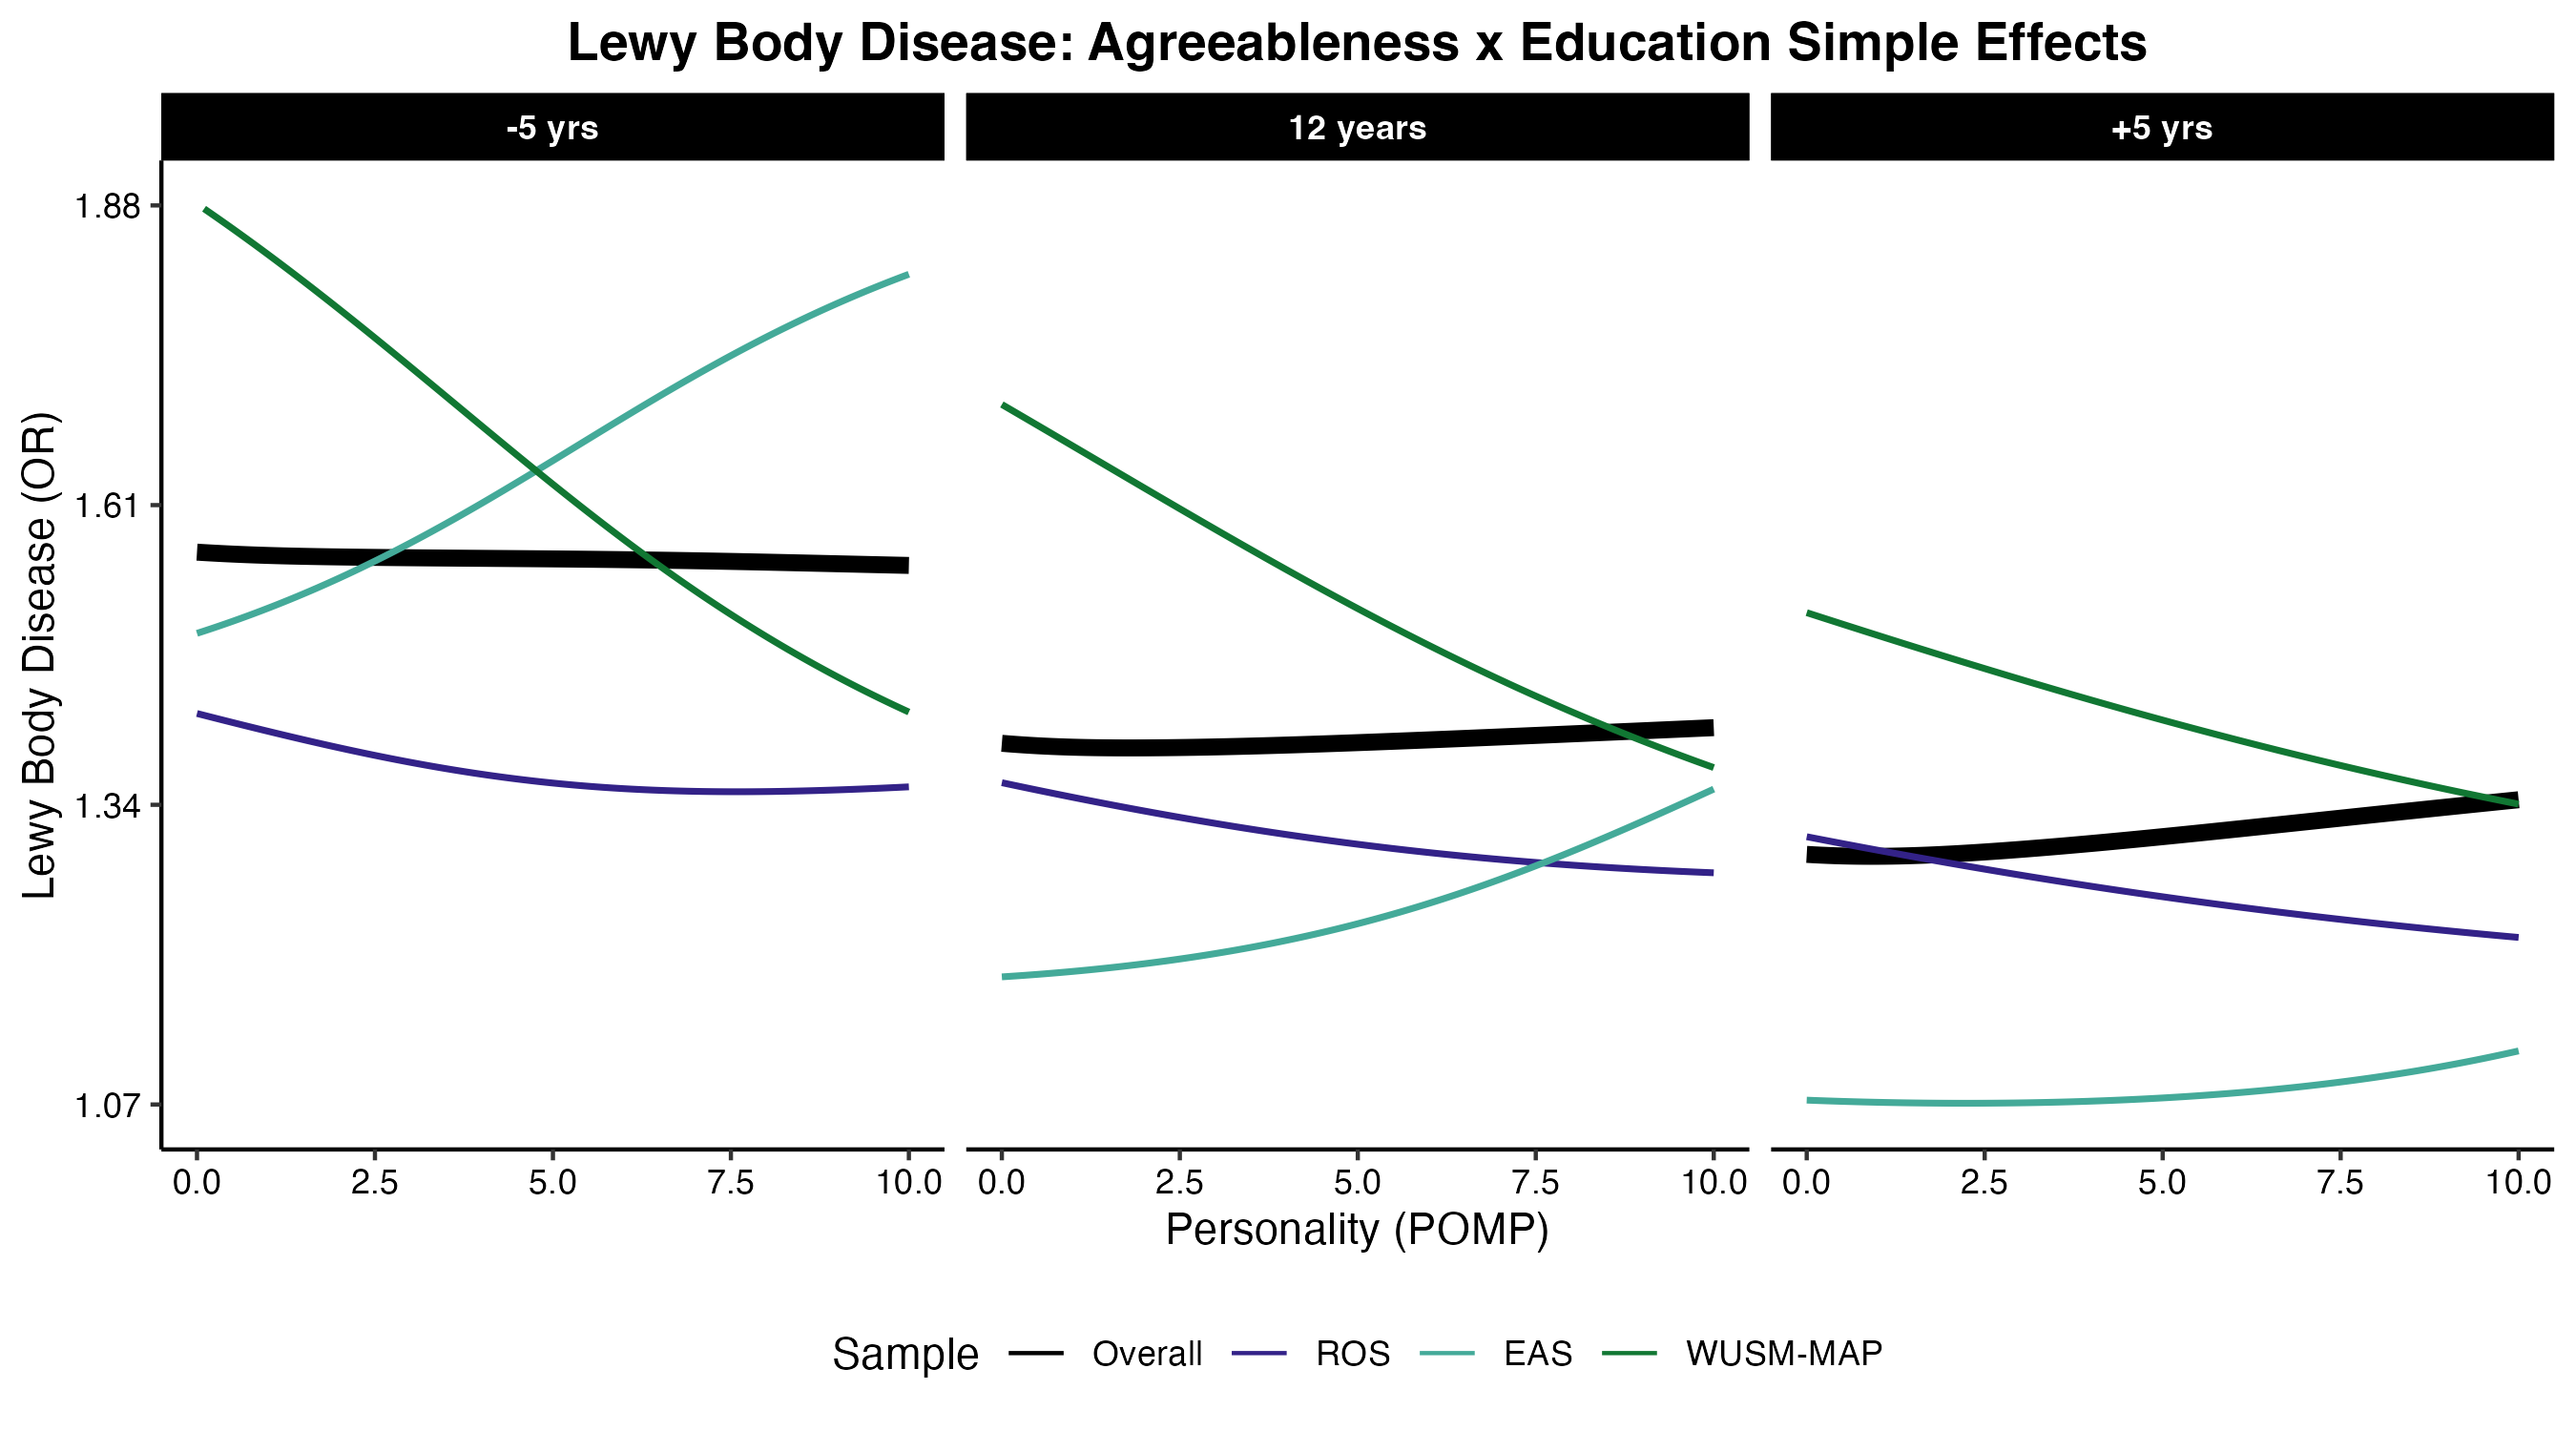 Lewy Body Disease: Agreeableness x Education Simple Effects
-5 yrs
12 years
+5 yrs
Lewy Body Disease (OR)
1.88
1.61
1.34
1.07
0.0 2.5 5.0 7.5 10.0
0.0 2.5 5.0 7.5 10.0
0.0 2.5 5.0 7.5 10.0
Personality (POMP)
Sample Overall ROS EAS WUSM-MAP